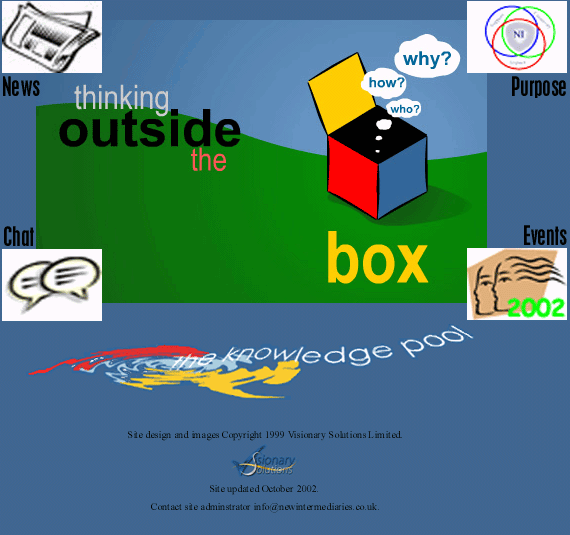 NI
News
Purpose
why?
how?
who?
thinking
outside
the
box
Chat
Events
2002
the knowledge pool
Site design and images Copyright 1999 Visionary Solutions Limited.
Visionary
Solutions
Site updated October 2002.
Contact site adminstrator info@newintermediaries.co.uk.